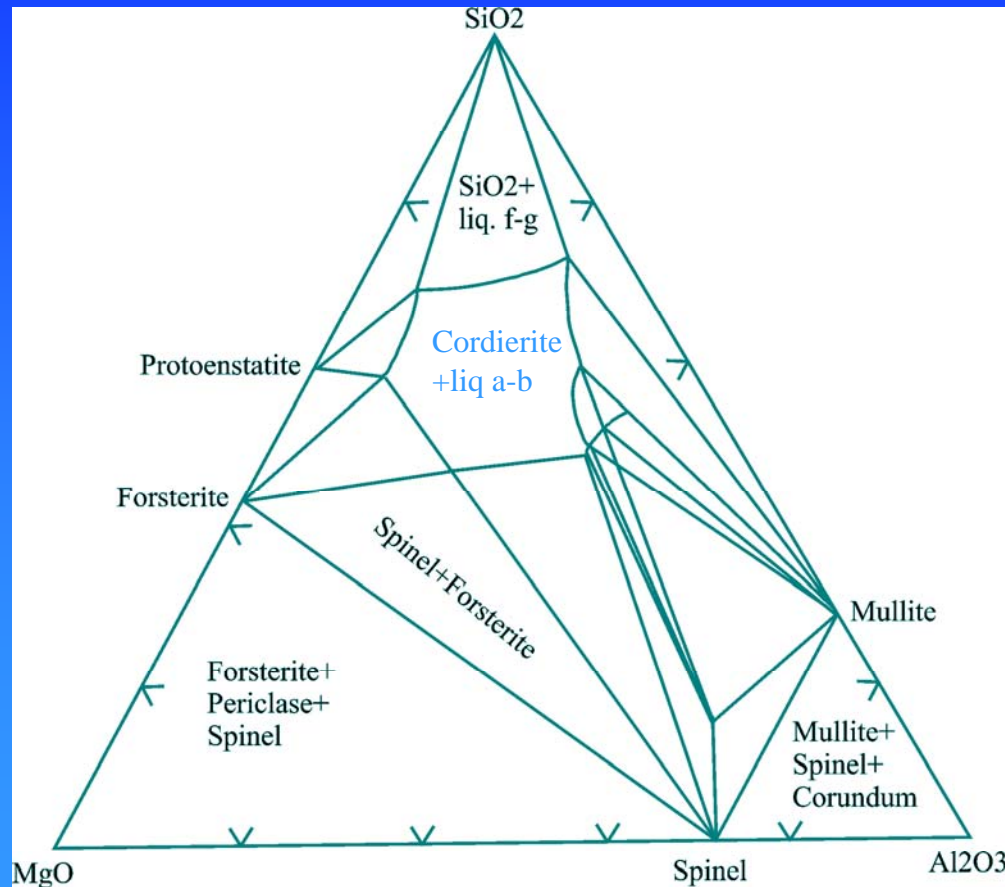 SiO2
SiO2+
liq. f-g
Cordierite
+liq a-b
Protoenstatite
Forsterite
Spinel+Forsterite
Mullite
Forsterite+
Periclase+
Spinel
Mullite+
Spinel+
Corundum
MgO
Spinel
Al2O3